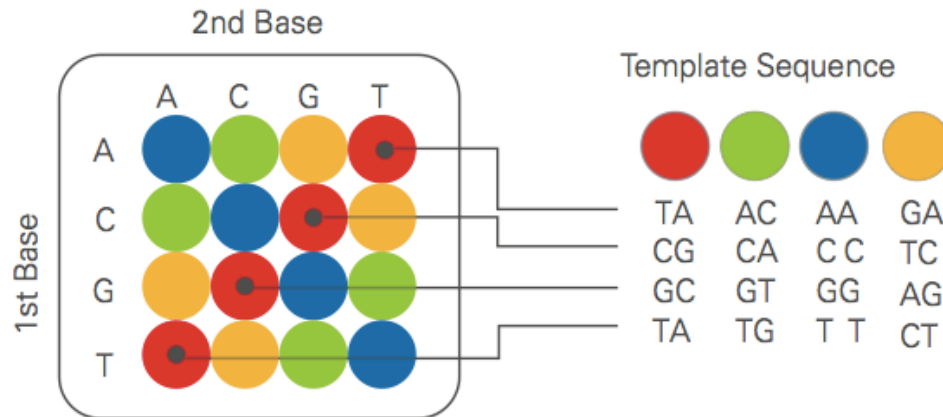 2nd Base
Template Sequence
A C G T
A
C
G
T
1st Base
TA AC AA GA
CG CA C C TC
GC GT GG AG
TA TG T T CT